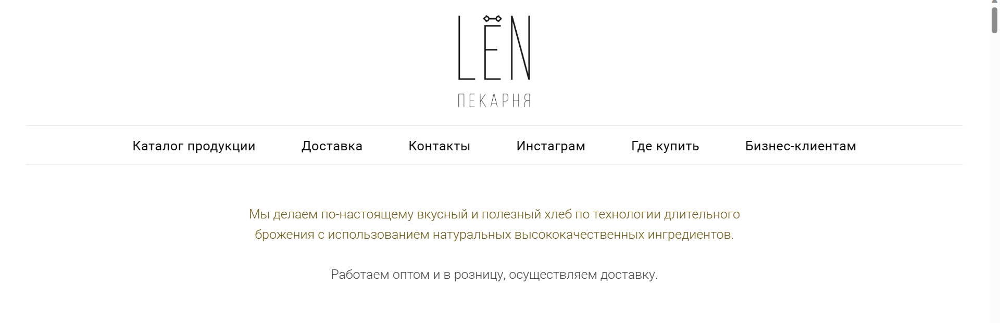 LЁN
ПЕКАРНЯ
Каталог продукции Доставка Контакты Инстаграм Где купить Бизнес-клиентам
Мы делаем по-настоящему вкусный и полезный хлеб по технологии длительного
брожения с использованием натуральных высококачественных ингредиентов.
Работаем оптом и в розницу, осуществляем доставку.